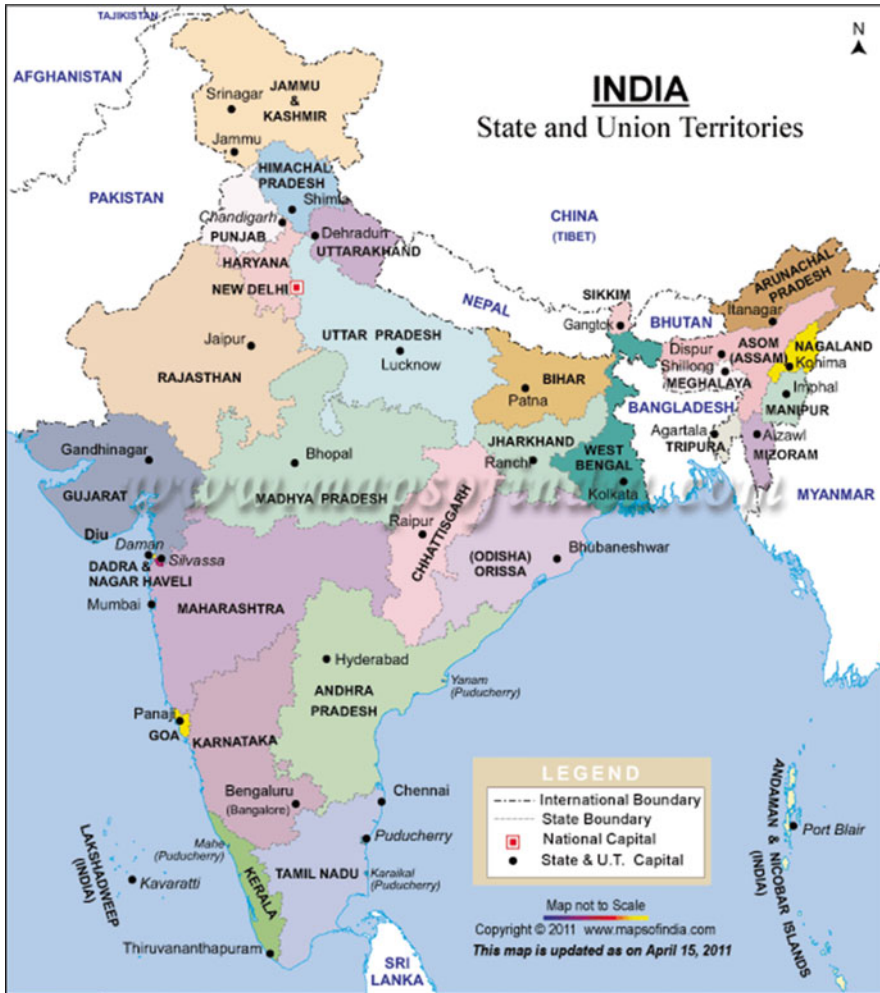 TAJIKISTAN
AFGHANISTAN
N
INDIA
State and Union Territories
JAMMU
&
KASHMIR
Srinagar
Jammu
HIMACHAL
PRADESH
Shimla
PAKISTAN
Chandigarh
PUNJAB
Dehradun
UTTARAKHAND
CHINA
(TIBET)
HARYANA
NEW DELHI
NEPAL
SIKKIM
Gangtok
BHUTAN
ARUNACHAL
PRADESH
Itanagar
Jaipur
RAJASTHAN
UTTAR PRADESH
Lucknow
BIHAR
Patna
Dispur
Shillong
MEGHALAYA
ASOM
(ASSAM)
NAGALAND
Kohima
Imphal
MANIPUR
BANGLADESH
Agartala
TRIPURA
Aizawl
MIZORAM
MYANMAR
Gandhinagar
GUJARAT
Bhopal
MADHYA PRADESH
JHARKHAND
Ranchi
WEST
BENGAL
Kolkata
www.mapsofindia.com
Diu
Daman
Silvassa
DADRA &
NAGAR HAVELI
Mumbai
MAHARASHTRA
Raipur
CHHATTISGARH
(ODISHA)
ORISSA
Bhubaneshwar
Hyderabad
ANDHRA
PRADESH
Yanam
(Puducherry)
Panaji
GOA
KARNATAKA
Bengaluru
(Bangalore)
Chennai
Puducherry
Mahe
(Puducherry)
KERALA
TAMIL NADU
Karaikal
(Puducherry)
LAKSHADWEEP
(INDIA)
Kavaratti
Thiruvananthapuram
SRI
LANKA
ANDAMAN & NICOBAR ISLANDS
(INDIA)
Port Blair
LEGEND
International Boundary
State Boundary
National Capital
State & U.T. Capital
Map not to Scale
Copyright © 2011 www.mapsofindia.com
This map is updated as on April 15, 2011